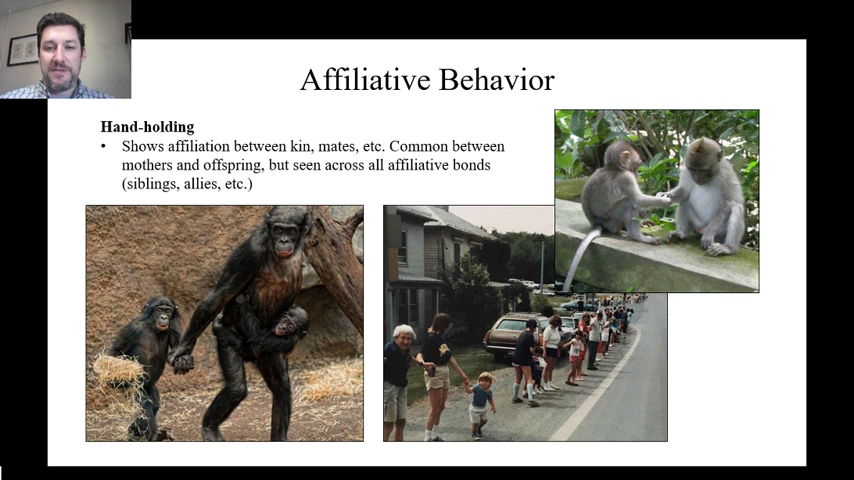 Affiliative Behavior
Hand-holding
• Shows affiliation between kin, mates, etc. Common between
mothers and offspring, but seen across all affiliative bonds
(siblings, allies, etc.)